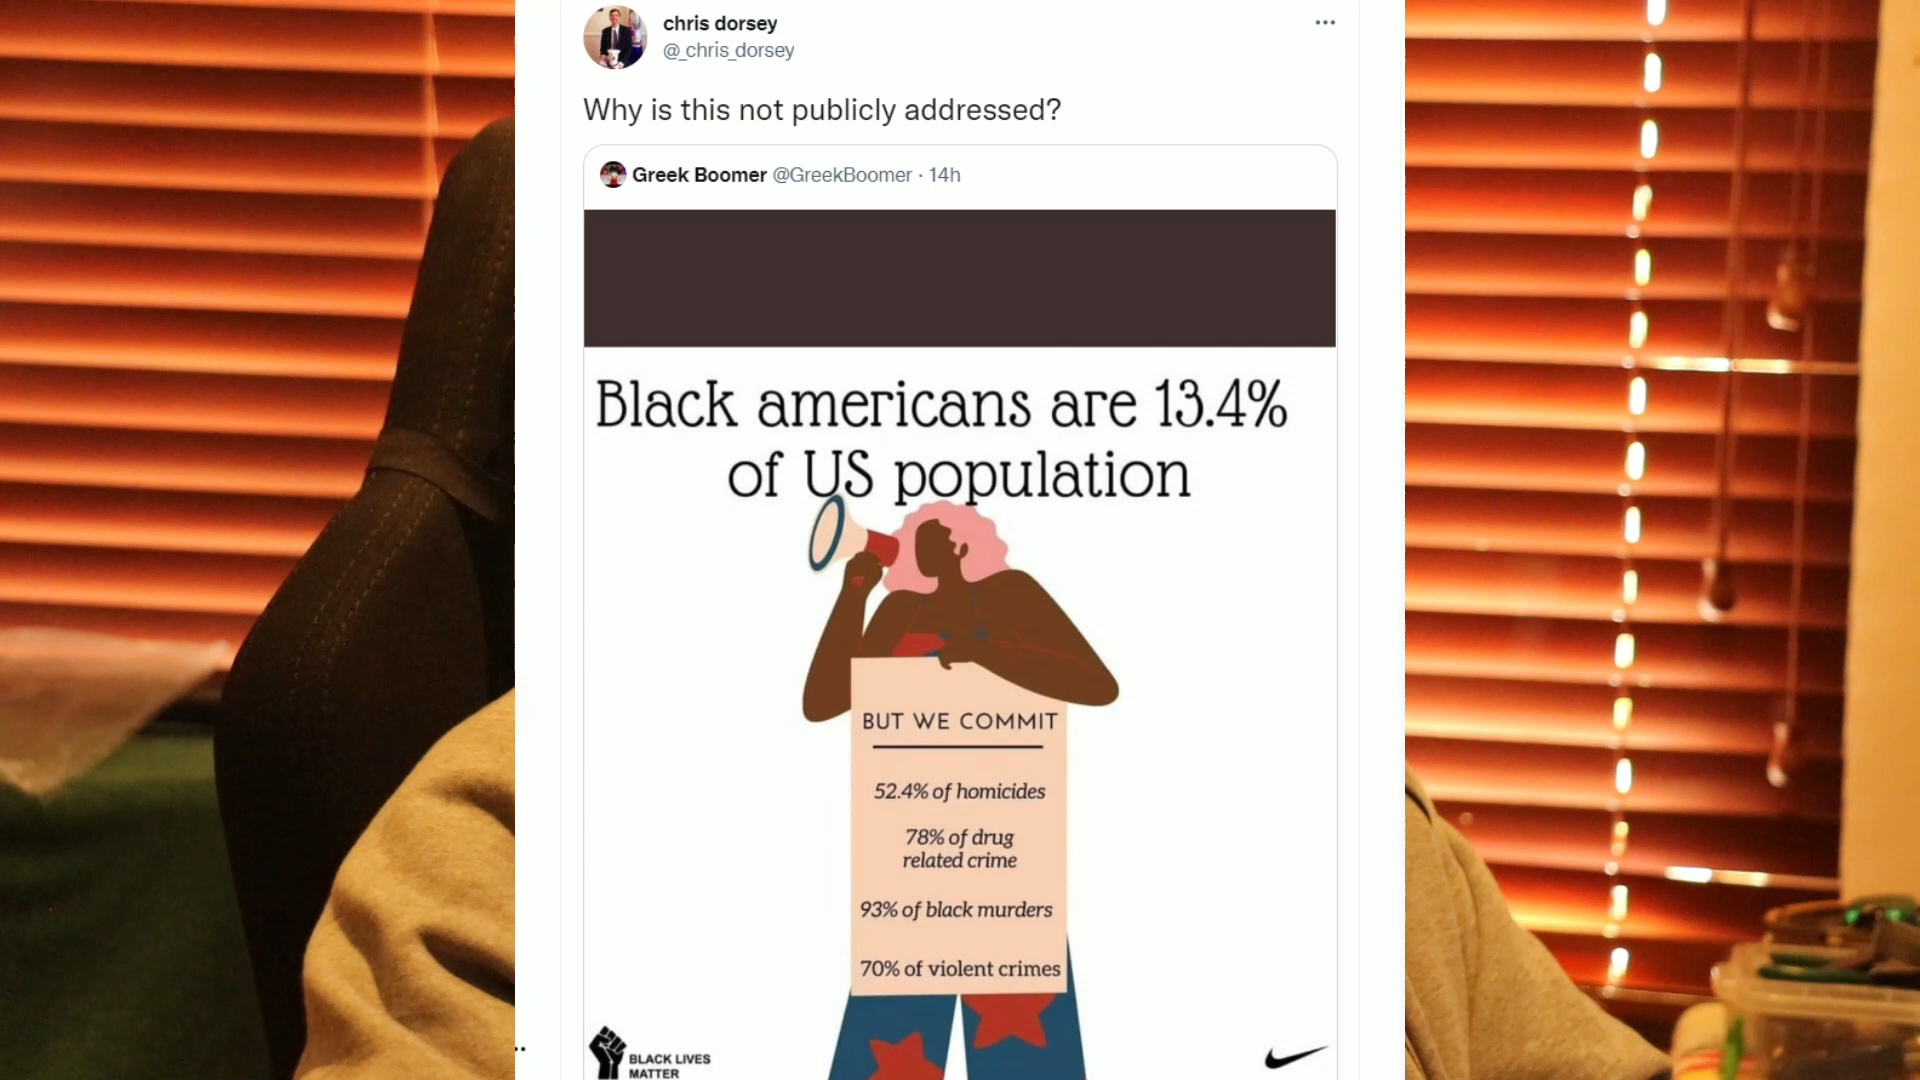 chris dorsey
@_chris_dorsey
Why is this not publicly addressed?
Greek Boomer @GreekBoomer · 14h
Black americans are 13.4%
of US population
BUT WE COMMIT
52.4% of homicides
78% of drug
related crime
93% of black murders
70% of violent crimes
BLACK LIVES
MATTER